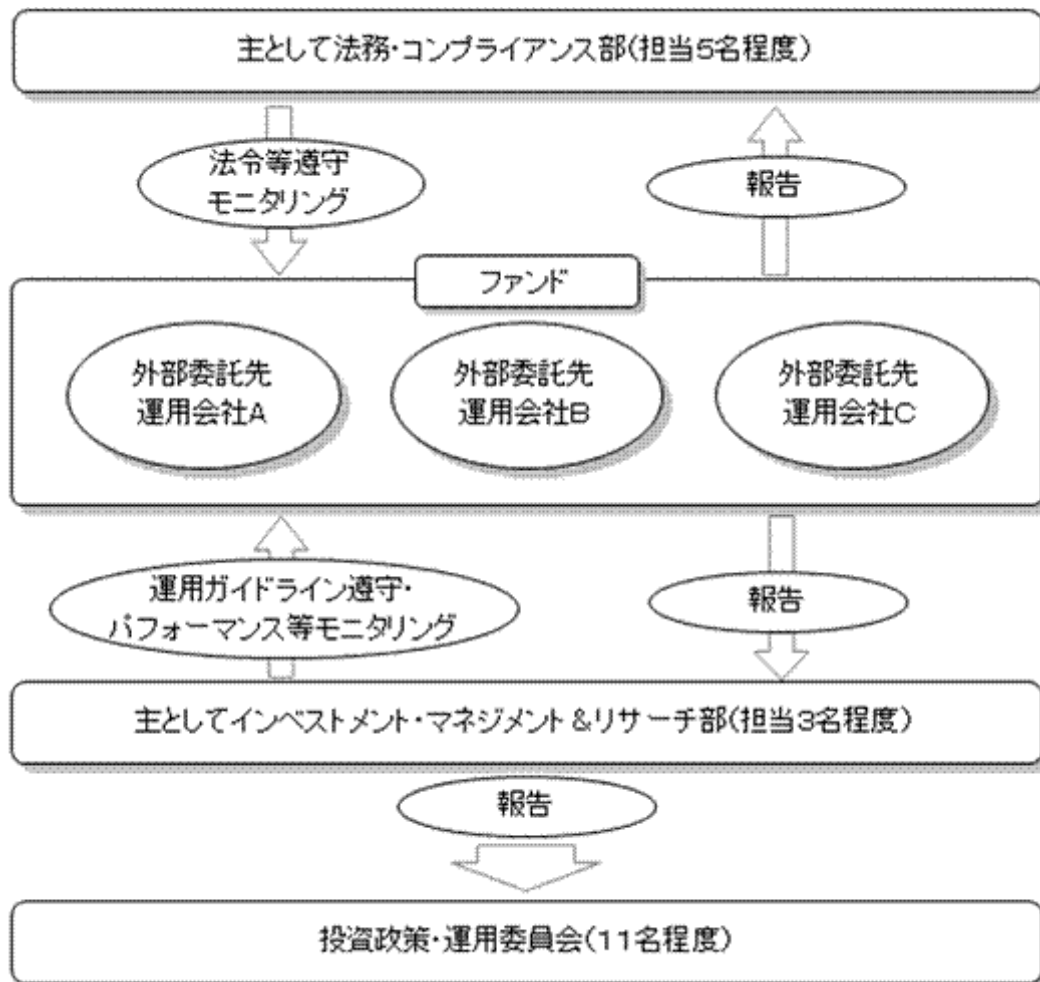 主として法務・コンプライアンス部(担当5名程度)
法令等遵守
モニタリング
報告
ファンド
外部委託先
運用会社A
外部委託先
運用会社B
外部委託先
運用会社C
運用ガイドライン遵守・
パフォーマンス等モニタリング
報告
主としてインベストメント・マネジメント&リサーチ部(担当3名程度)
報告
投資政策・運用委員会(11名程度)